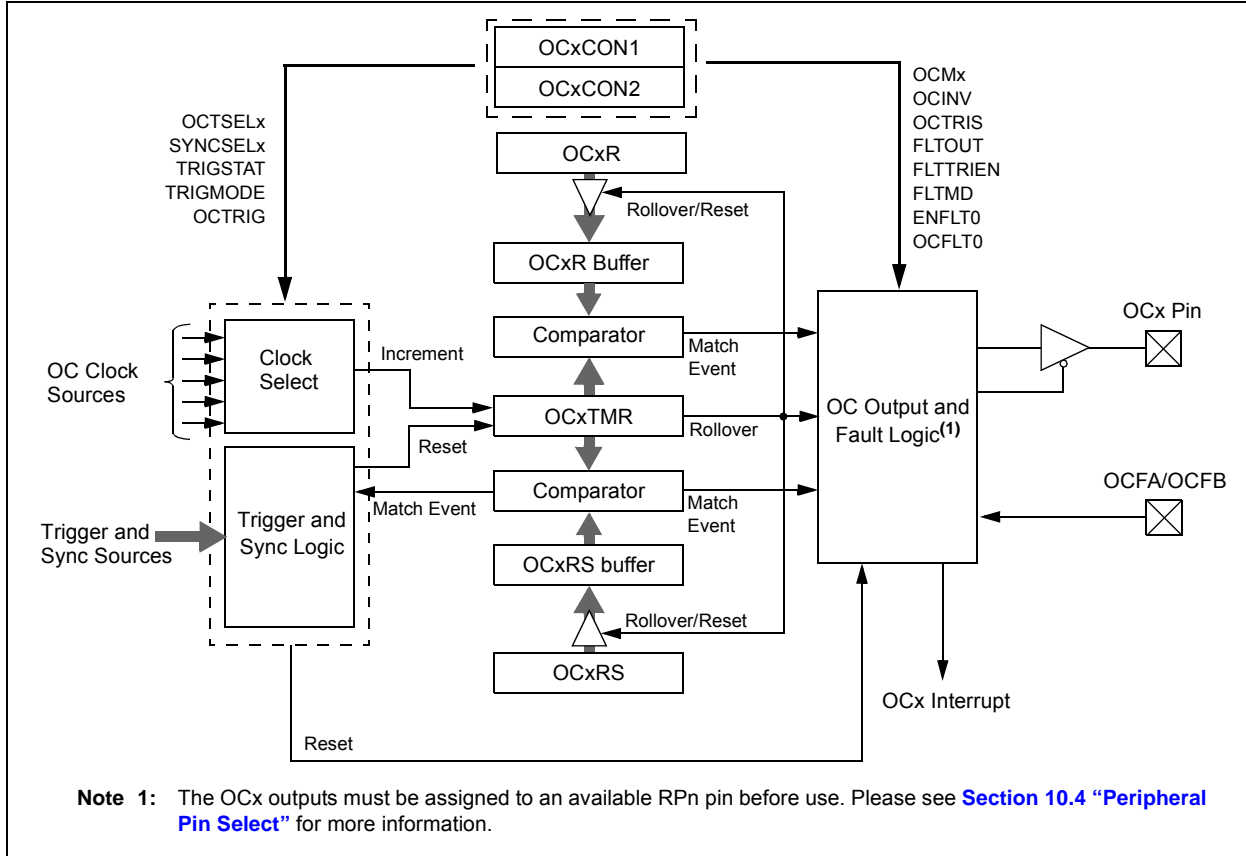 OCxCON1
OCxCON2
OCTSELx
SYNCSELx
TRIGSTAT
TRIGMODE
OCTRIG
OCMx
OCINV
OCTRIS
FLTOUT
FLTTRIEN
FLTMD
ENFLT0
OCFLT0
OCxR
Rollover/Reset
OCxR Buffer
OC Clock
Sources
Clock
Select
Increment
Comparator
Match
Event
OCxTMR
Rollover
Reset
Comparator
Match Event
Match
Event
Trigger and
Sync Sources
Trigger and
Sync Logic
OCxRS buffer
Rollover/Reset
OCxRS
OC Output and
Fault Logic(1)
OCx Pin
OCFA/OCFB
OCx Interrupt
Reset
Note 1: The OCx outputs must be assigned to an available RPn pin before use. Please see Section 10.4 “Peripheral
Pin Select” for more information.